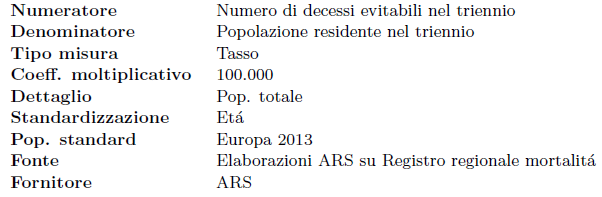 Numeratore Numero di decessi evitabili nel triennio
Denominatore Popolazione residente nel triennio
Tipo misura Tasso
Coeff. moltiplicativo 100.000
Dettaglio Pop. totale
Standardizzazione Etá
Pop. standard Europa 2013
Fonte Elaborazioni ARS su Registro regionale mortalitá
Fornitore ARS